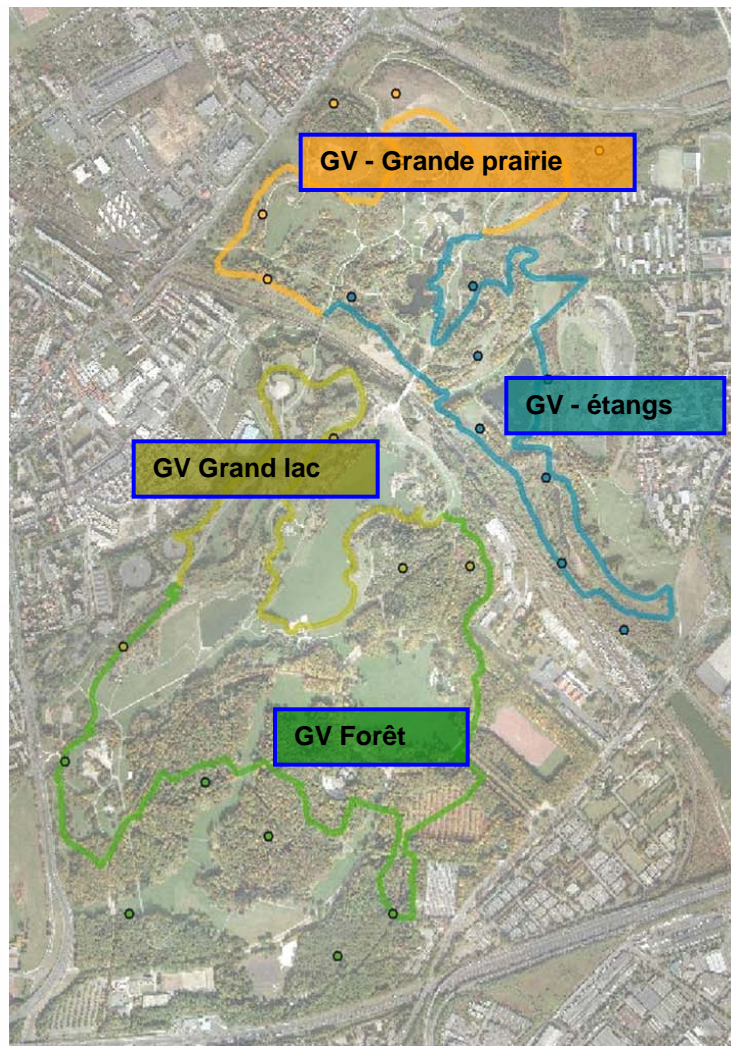 GV - Grande prairie
GV - étangs
GV Grand lac
GV Forêt